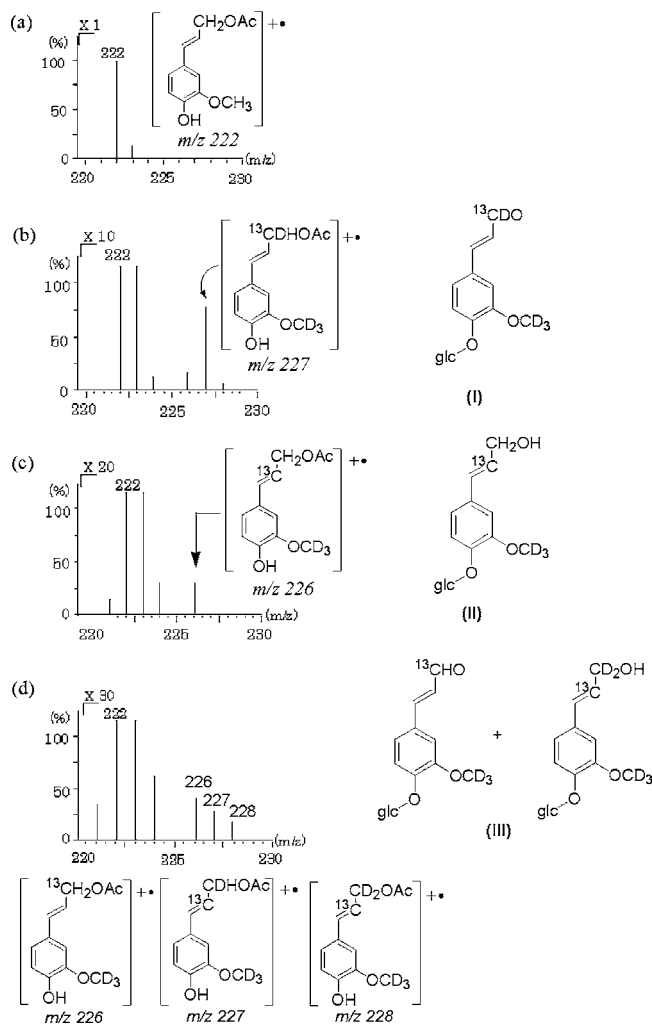 (a)
X 1
(%)
222
100
50
0
220
225
230
(m/z)
CH2OAc
+•
OCH3
OH
m/z 222
(b)
X 10
(%)
222
100
50
0
220
225
230
(m/z)
13CDHOAc
+•
OCD3
OH
m/z 227
13CDO
OCD3
O
glc
(I)
(c)
X 20
(%)
222
100
50
0
220
225
230
(m/z)
CH2OAc
+•
13C
OCD3
OH
m/z 226
CH2OH
13C
OCD3
O
glc
(II)
(d)
X 30
(%)
222
100
50
0
226
227
228
220
225
230
(m/z)
13CHO
OCD3
O
glc
+
CD2OH
13C
OCD3
O
glc
(III)
13CH2OAc
+•
OCD3
OH
m/z 226
CDHOAc
+•
13C
OCD3
OH
m/z 227
CD2OAc
+•
13C
OCD3
OH
m/z 228